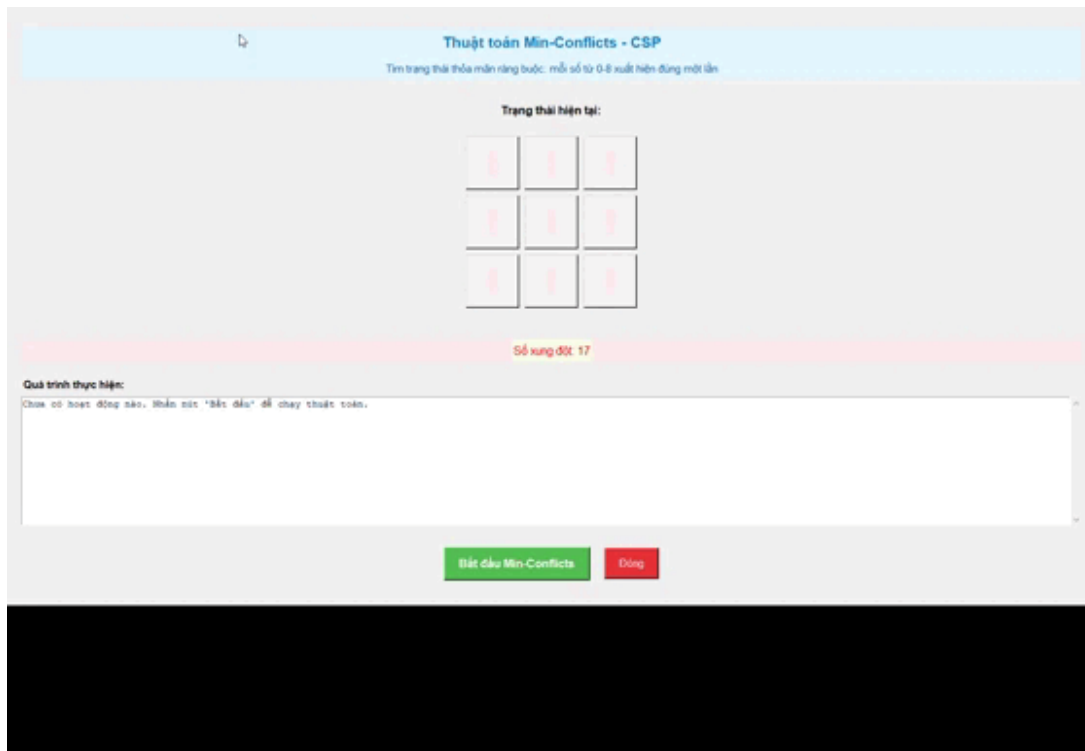 Thuật toán Min-Conflicts - CSP
Tìm trạng thái thỏa mãn ràng buộc: mỗi số từ 0-8 xuất hiện đúng một lần
Trạng thái hiện tại:
Số xung đột: 17
Quá trình thực hiện:
Chưa có hoạt động nào. Nhấn nút "Bắt đầu" để chạy thuật toán.
Bắt đầu Min-Conflicts
Đóng